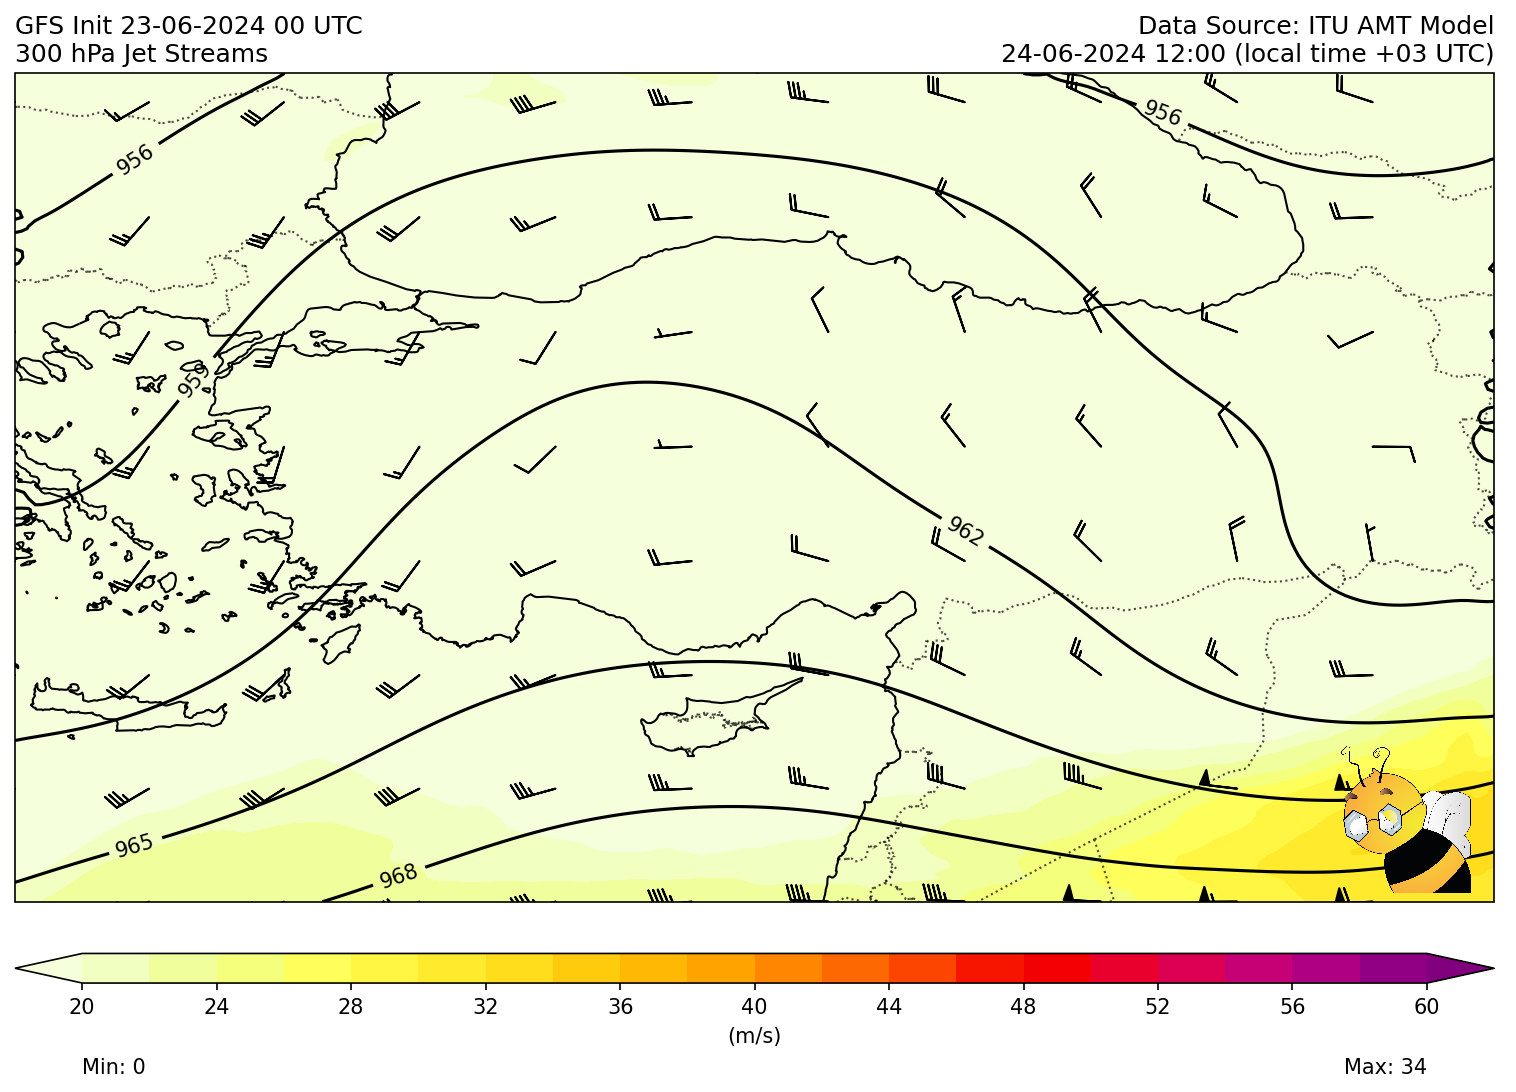 GFS Init 23-06-2024 00 UTC
300 hPa Jet Streams
Data Source: ITU AMT Model
24-06-2024 12:00 (local time +03 UTC)
956
956
959
962
965
968
20 24 28 32 36 40 44 48 52 56 60
(m/s)
Min: 0
Max: 34